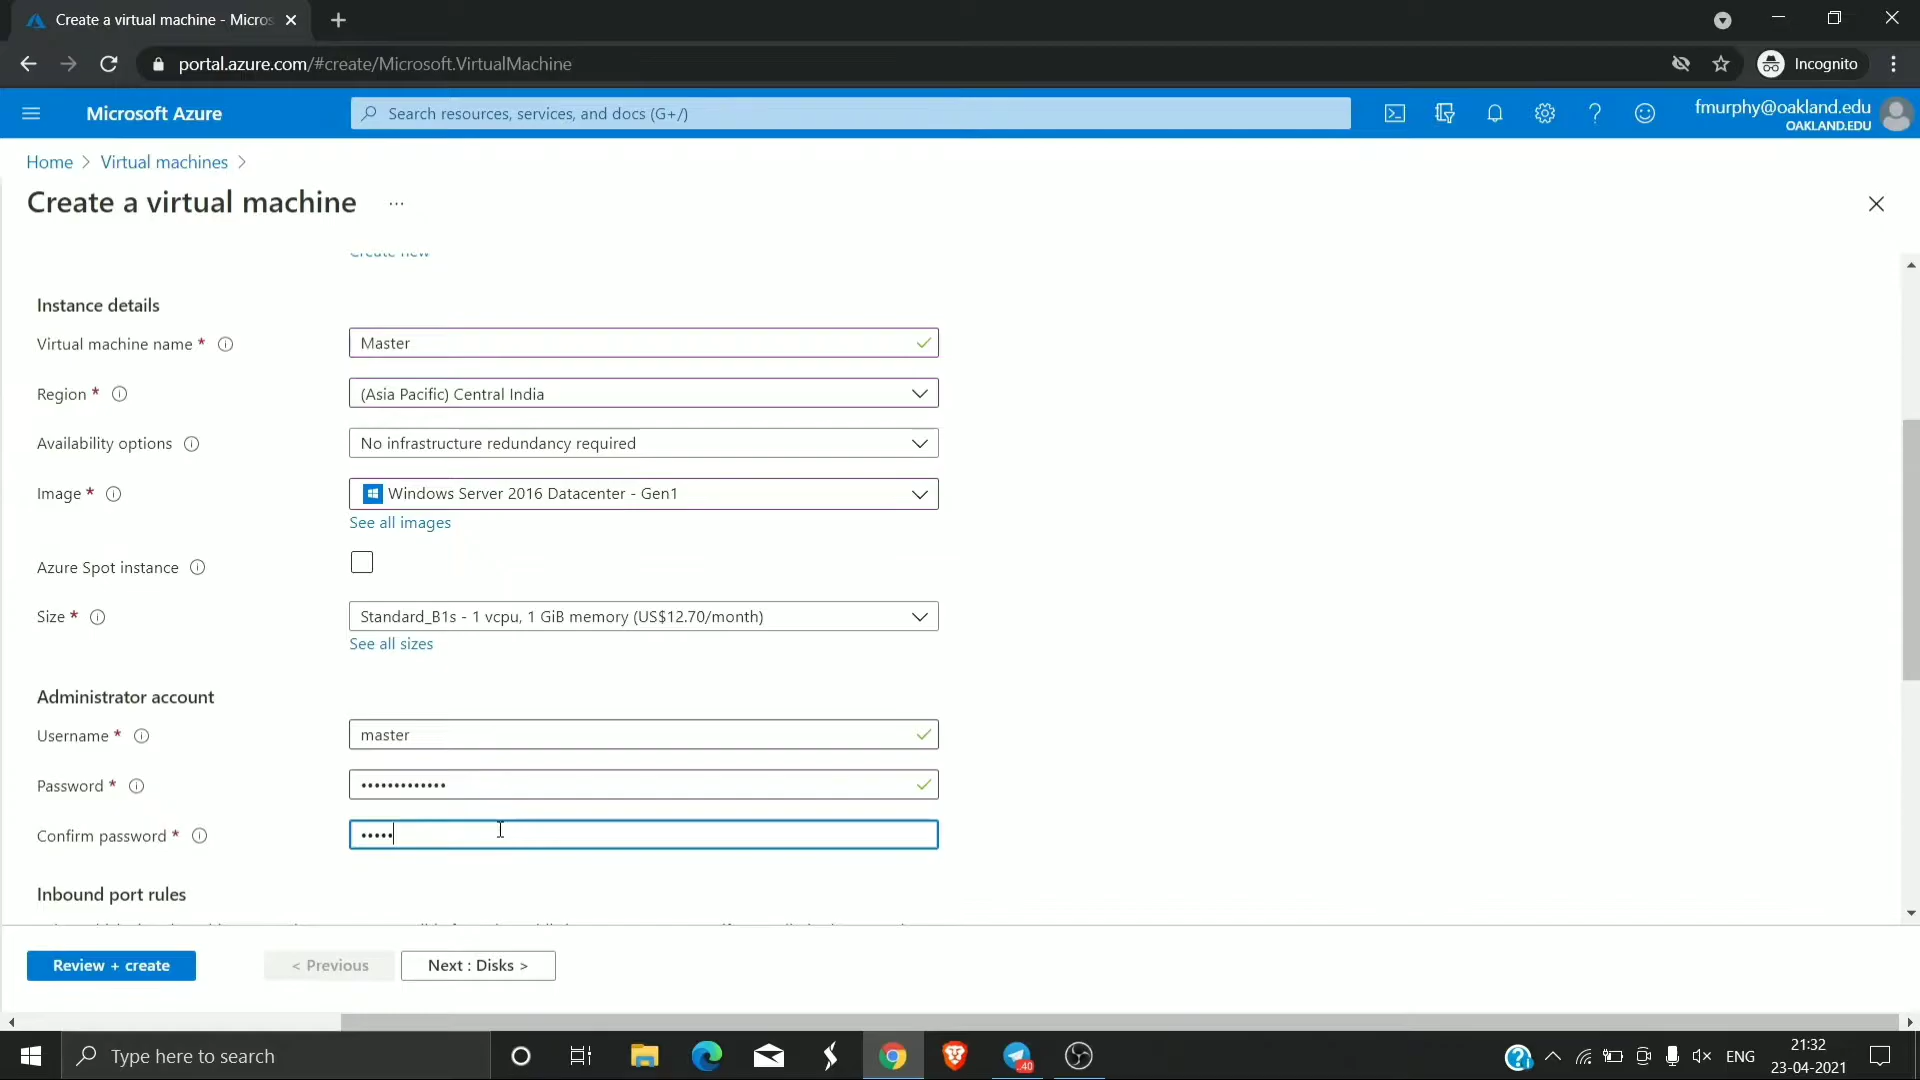 Create a virtual machine - Micros
portal.azure.com/#create/Microsoft.VirtualMachine
Incognito
Microsoft Azure
Search resources, services, and docs (G+/)
fmurphy@oakland.edu
OAKLAND.EDU
Home > Virtual machines >
Create a virtual machine ...
Create new
Instance details
Virtual machine name *
Master
Region *
(Asia Pacific) Central India
Availability options
No infrastructure redundancy required
Image *
Windows Server 2016 Datacenter - Gen1
See all images
Azure Spot instance
Size *
Standard_B1s - 1 vcpu, 1 GiB memory (US$12.70/month)
See all sizes
Administrator account
Username *
master
Password *
•••••••••••••
Confirm password *
•••••
Inbound port rules
Review + create
< Previous
Next : Disks >
Type here to search
40
ENG
21:32
23-04-2021